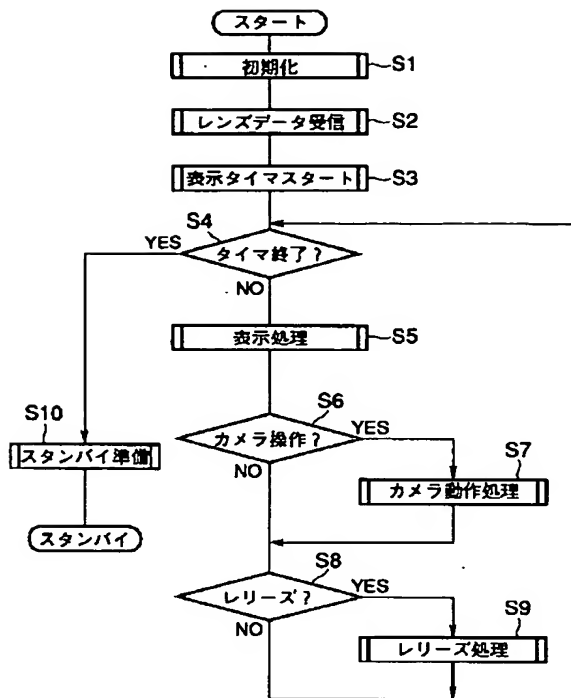 スタート
初期化 S1
レンズデータ受信 S2
表示タイマスタート S3
S4
YES タイマ終了?
NO
表示処理 S5
S6
カメラ操作? YES
NO
S7
カメラ動作処理
S10
スタンバイ準備
スタンバイ
S8
レリーズ? YES
NO
S9
レリーズ処理